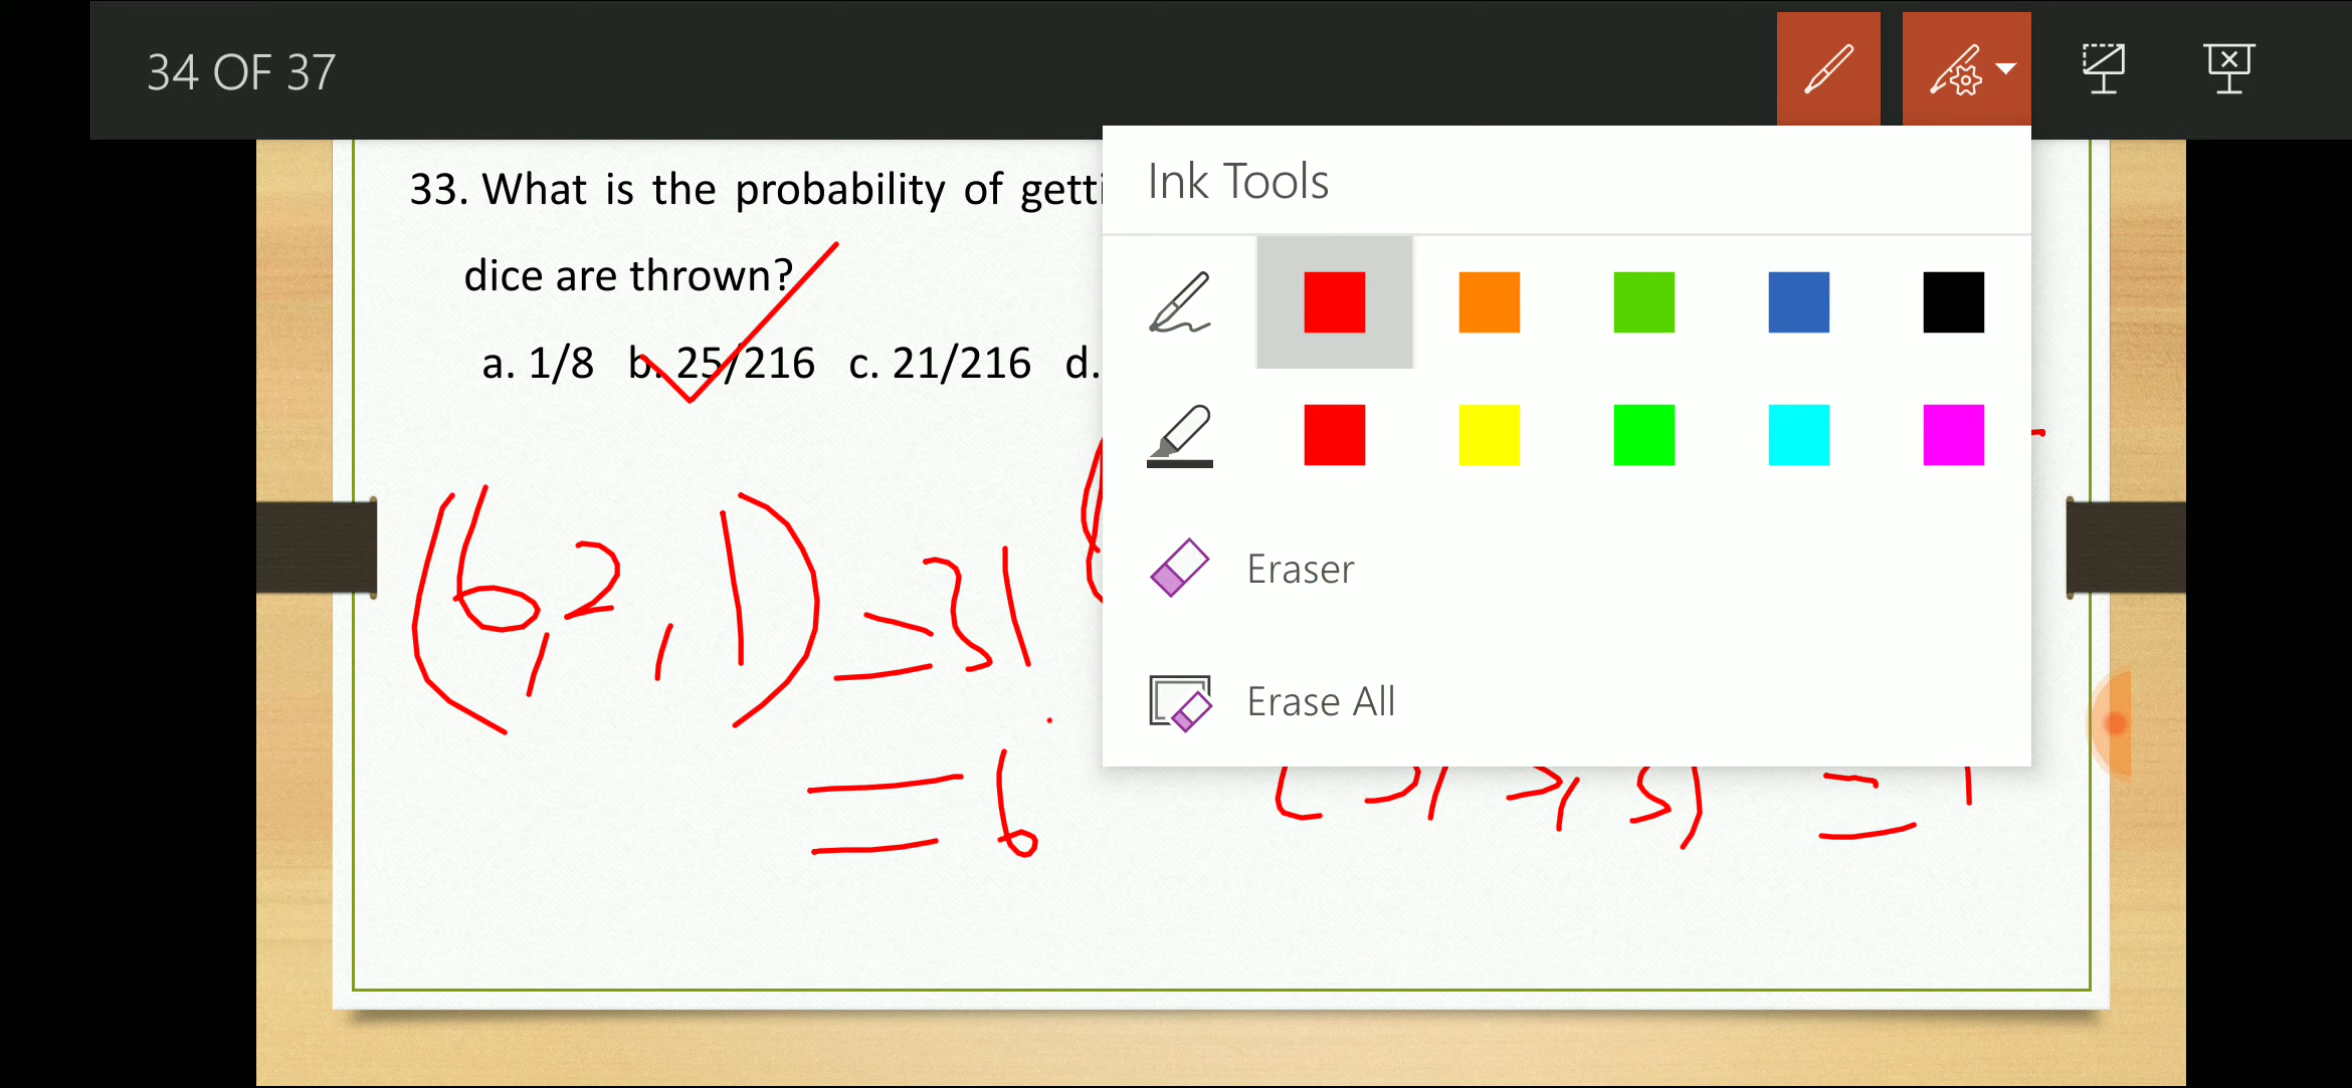 34 OF 37
Ink Tools
33. What is the probability of getti
dice are thrown?
a. 1/8 b. 25/216 c. 21/216 d.
(6, 2, 1) = 3!
= 6
Eraser
Erase All